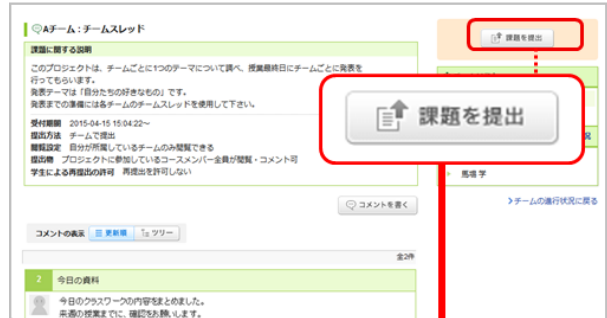 Aチーム : チームスレッド
課題に関する説明
このプロジェクトは、チームごとに1つのテーマについて調べ、授業最終日にチームごとに発表を
行ってもらいます。
発表テーマは「自分たちの好きなもの」です。
発表までの準備には各チームのチームスレッドを使用して下さい。
受付期間 2015-04-15 15:04:22～
提出方法 チームで提出
閲覧設定 自分が所属しているチームのみ閲覧できる
提出物 プロジェクトに参加しているコースメンバー全員が閲覧・コメント可
学生による再提出の許可 再提出を許可しない
課題を提出
課題を提出
馬場 学
チームの進行状況に戻る
コメントを書く
コメントの表示 更新順 ツリー
全2件
2 今日の資料
今日のクラスワークの内容をまとめました。
来週の授業までに、確認をお願いします。